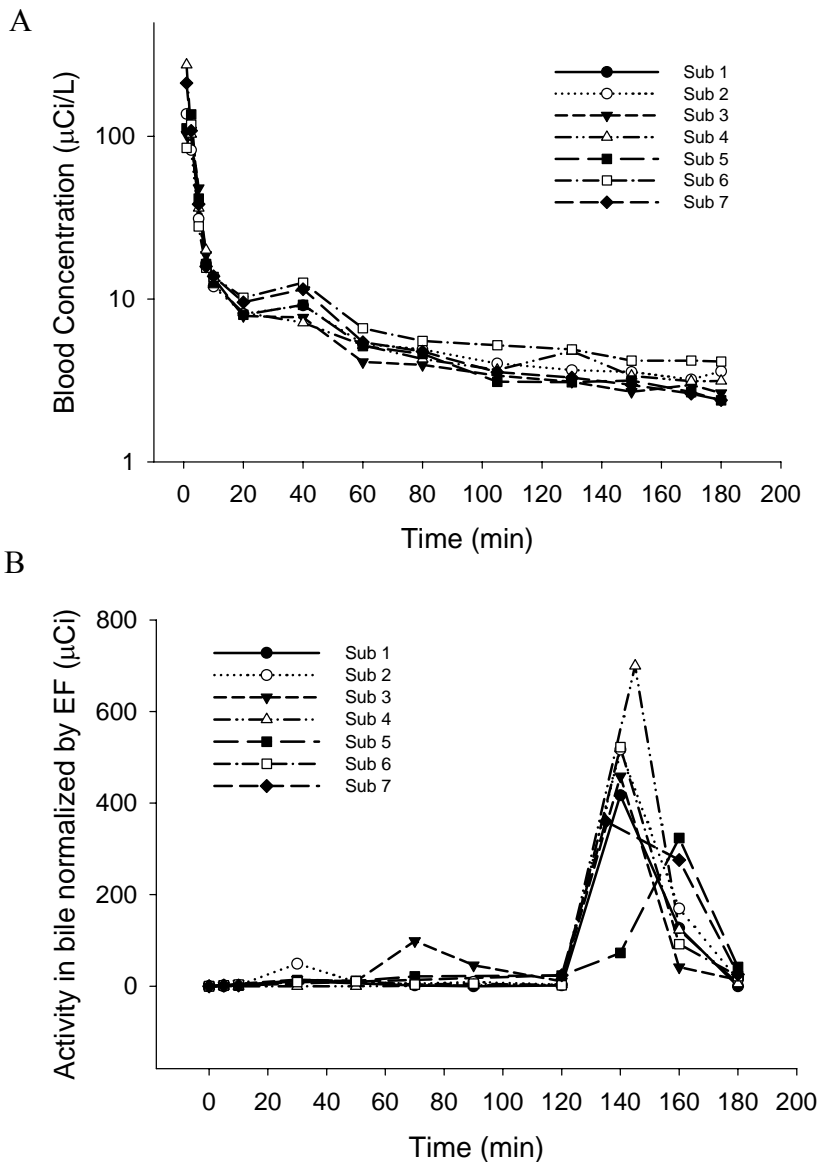 A
Blood Concentration (μCi/L)
100
10
1
Sub 1
Sub 2
Sub 3
Sub 4
Sub 5
Sub 6
Sub 7
0 20 40 60 80 100 120 140 160 180 200
Time (min)
B
Activity in bile normalized by EF (μCi)
800
600
400
200
0
Sub 1
Sub 2
Sub 3
Sub 4
Sub 5
Sub 6
Sub 7
0 20 40 60 80 100 120 140 160 180 200
Time (min)